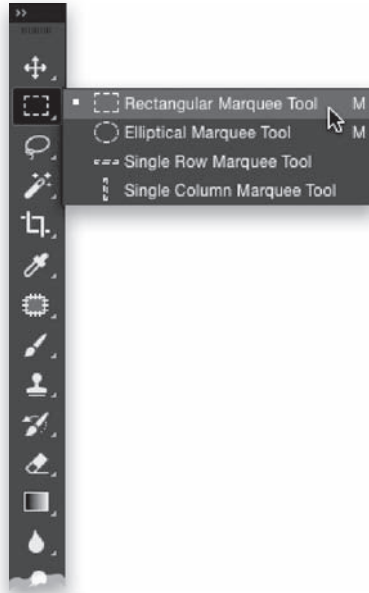 Rectangular Marquee Tool M
Elliptical Marquee Tool M
Single Row Marquee Tool
Single Column Marquee Tool